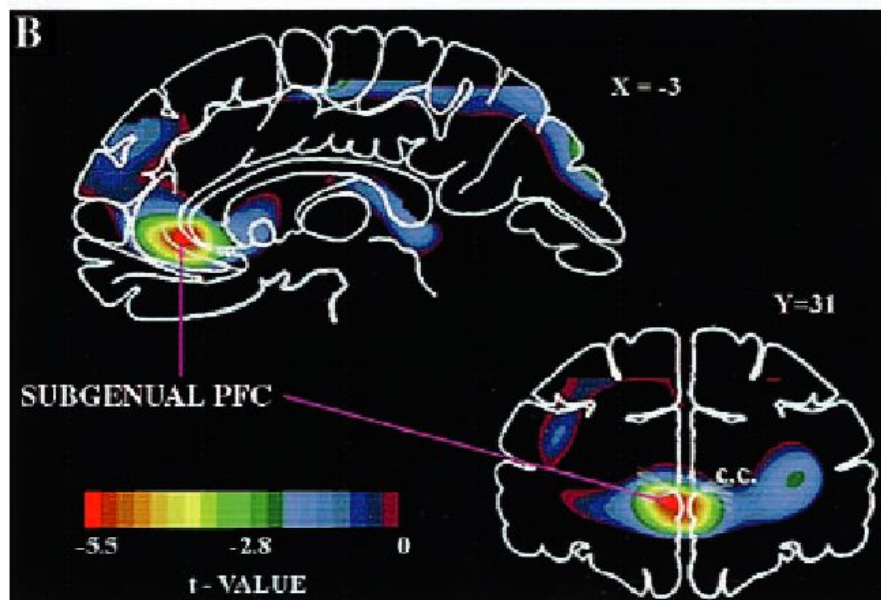 B
X = -3
Y=31
SUBGENUAL PFC
c.c.
-5.5 -2.8 0
t - VALUE